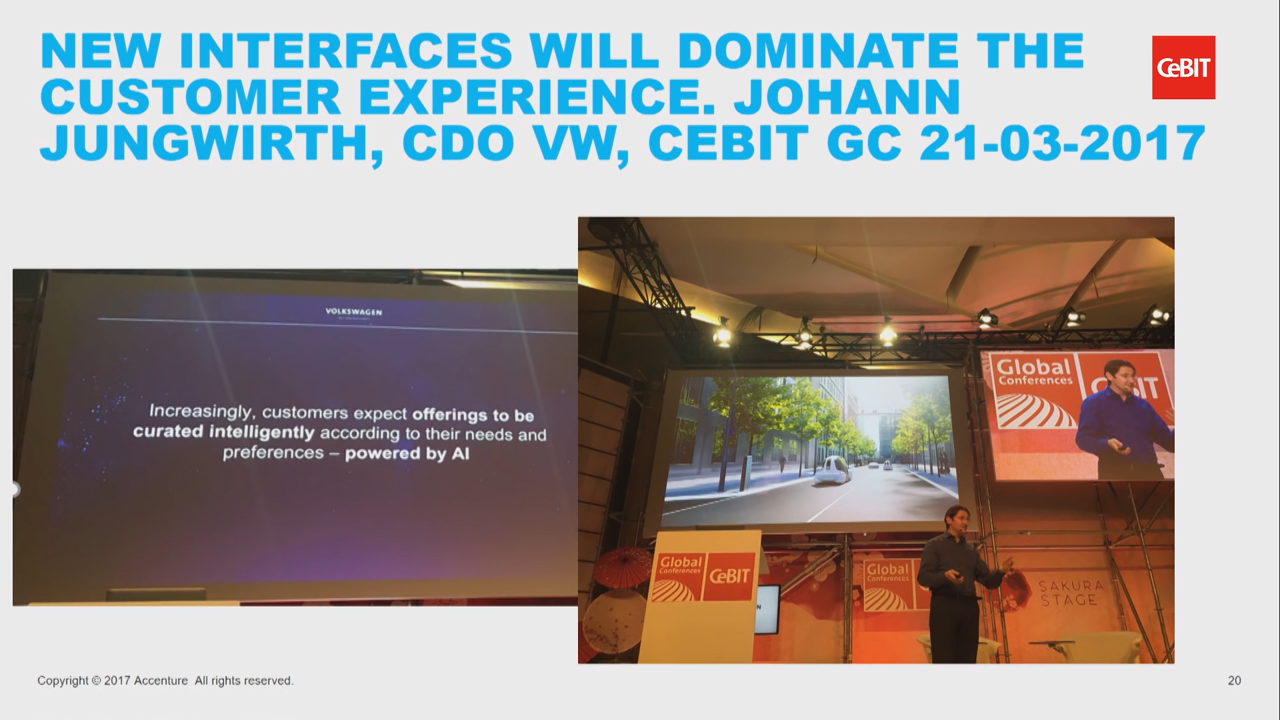 NEW INTERFACES WILL DOMINATE THE
CUSTOMER EXPERIENCE. JOHANN
JUNGWIRTH, CDO VW, CEBIT GC 21-03-2017
CeBIT
VOLKSWAGEN
Increasingly, customers expect offerings to be
curated intelligently according to their needs and
preferences – powered by AI
Global
Conferences
CeBIT
Global
Conferences
CeBIT
Global
Conferences
SAKURA
STAGE
Copyright © 2017 Accenture All rights reserved.
20